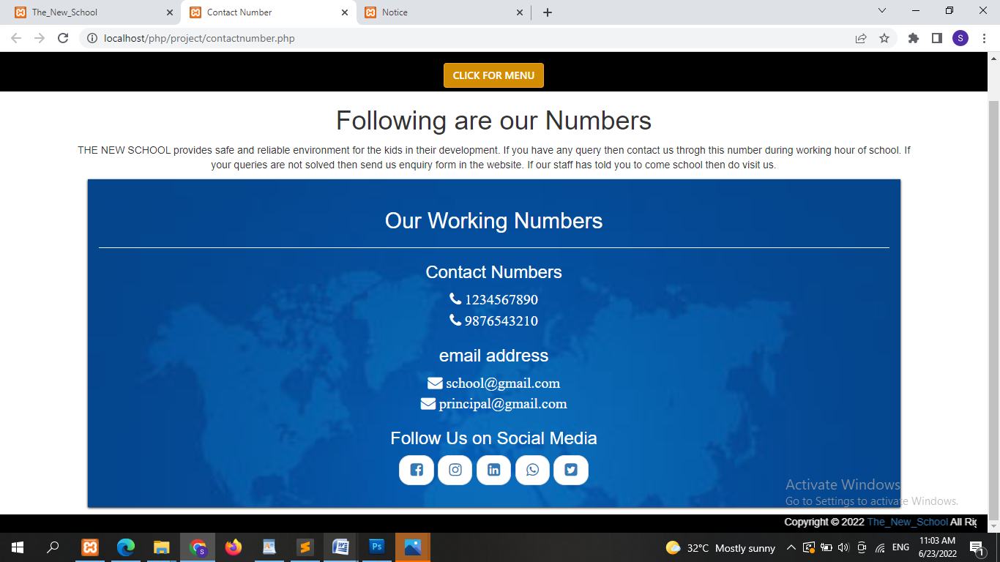 The_New_School
Contact Number
Notice
localhost/php/project/contactnumber.php
S
CLICK FOR MENU
Following are our Numbers
THE NEW SCHOOL provides safe and reliable environment for the kids in their development. If you have any query then contact us throgh this number during working hour of school. If
your queries are not solved then send us enquiry form in the website. If our staff has told you to come school then do visit us.
Our Working Numbers
Contact Numbers
1234567890
9876543210
email address
school@gmail.com
principal@gmail.com
Follow Us on Social Media
Activate Windows
Go to Settings to activate Windows.
Copyright © 2022 The_New_School All
S
W
Ps
32°C Mostly sunny
ENG
11:03 AM
6/23/2022
1